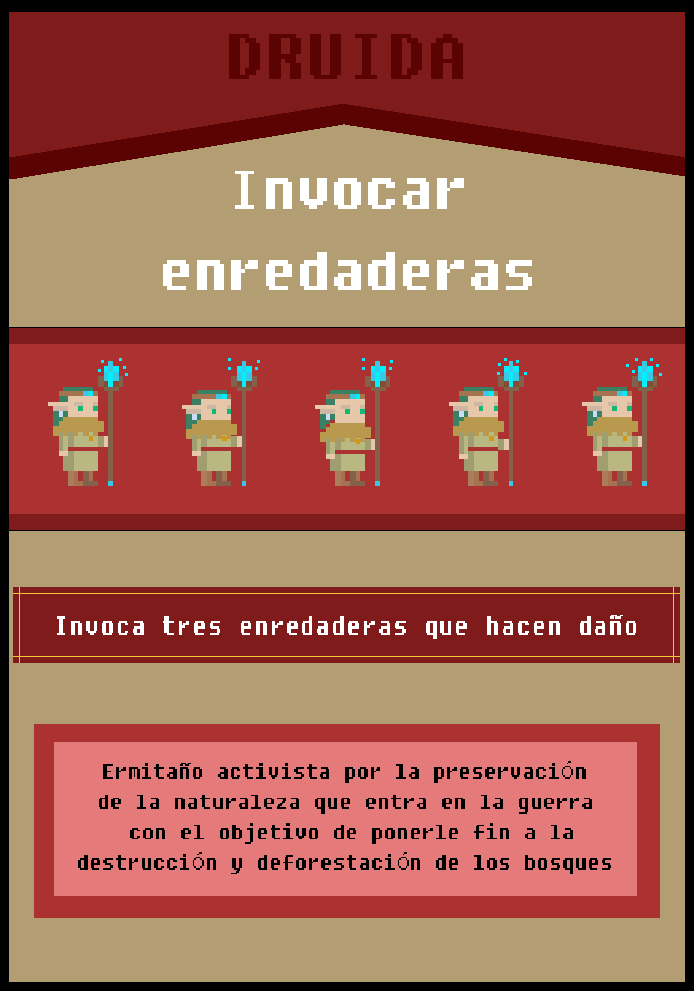 DRUIDA
Invocar
enredaderas
Invoca tres enredaderas que hacen daño
Ermitaño activista por la preservación
de la naturaleza que entra en la guerra
con el objetivo de ponerle fin a la
destrucción y deforestación de los bosques